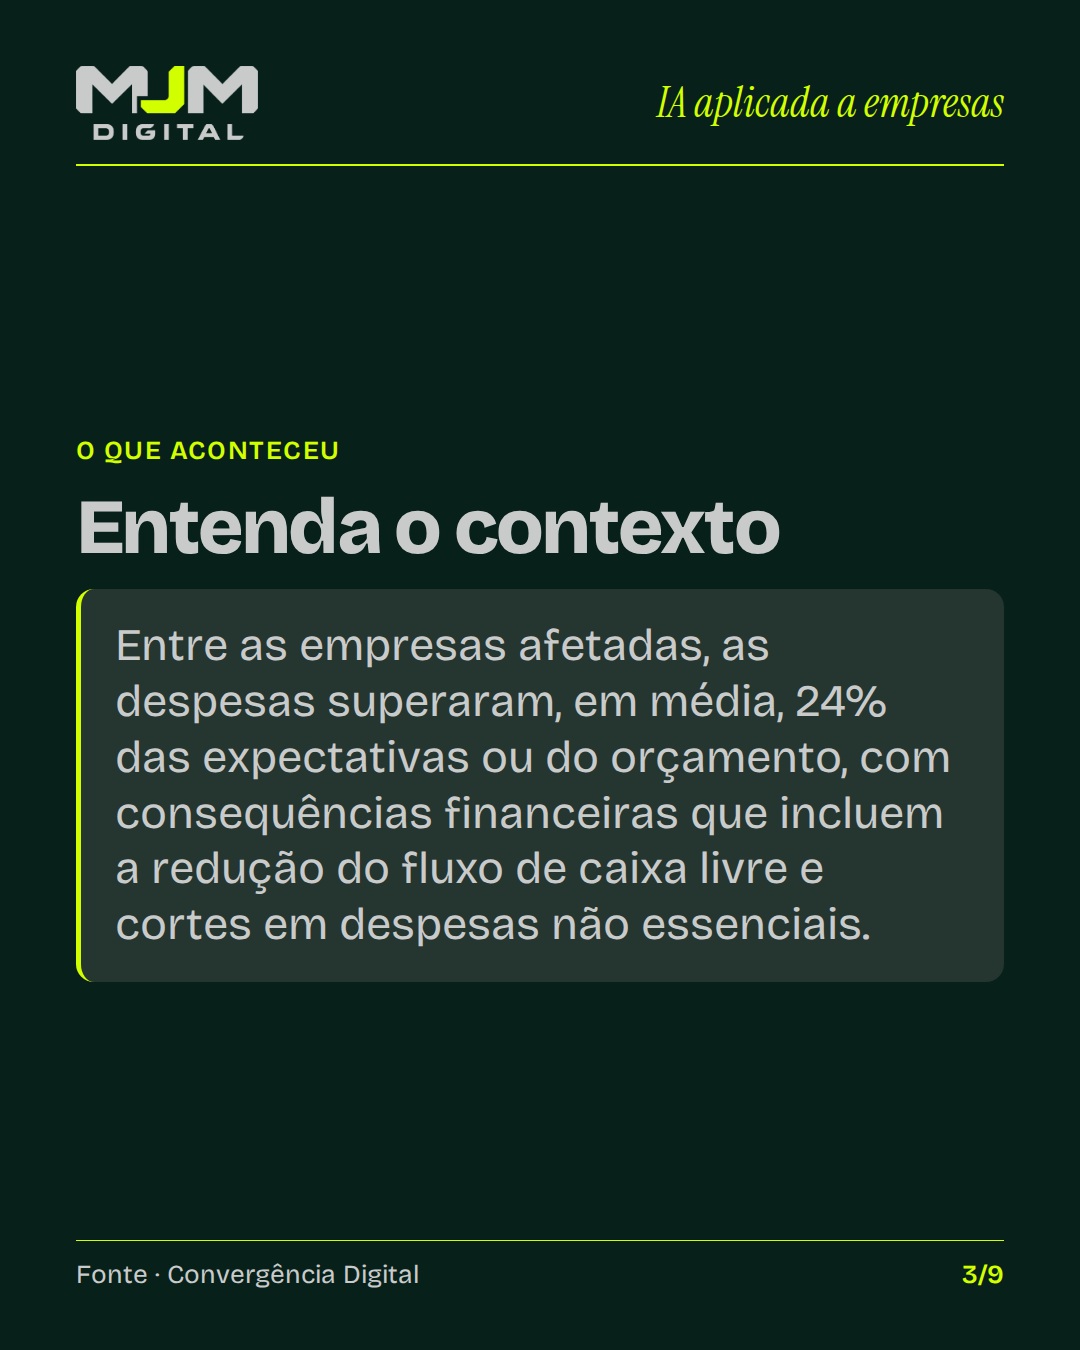 MJM
DIGITAL
IA aplicada a empresas
O QUE ACONTECEU
Entenda o contexto
Entre as empresas afetadas, as
despesas superaram, em média, 24%
das expectativas ou do orçamento, com
consequências financeiras que incluem
a redução do fluxo de caixa livre e
cortes em despesas não essenciais.
Fonte · Convergência Digital
3/9